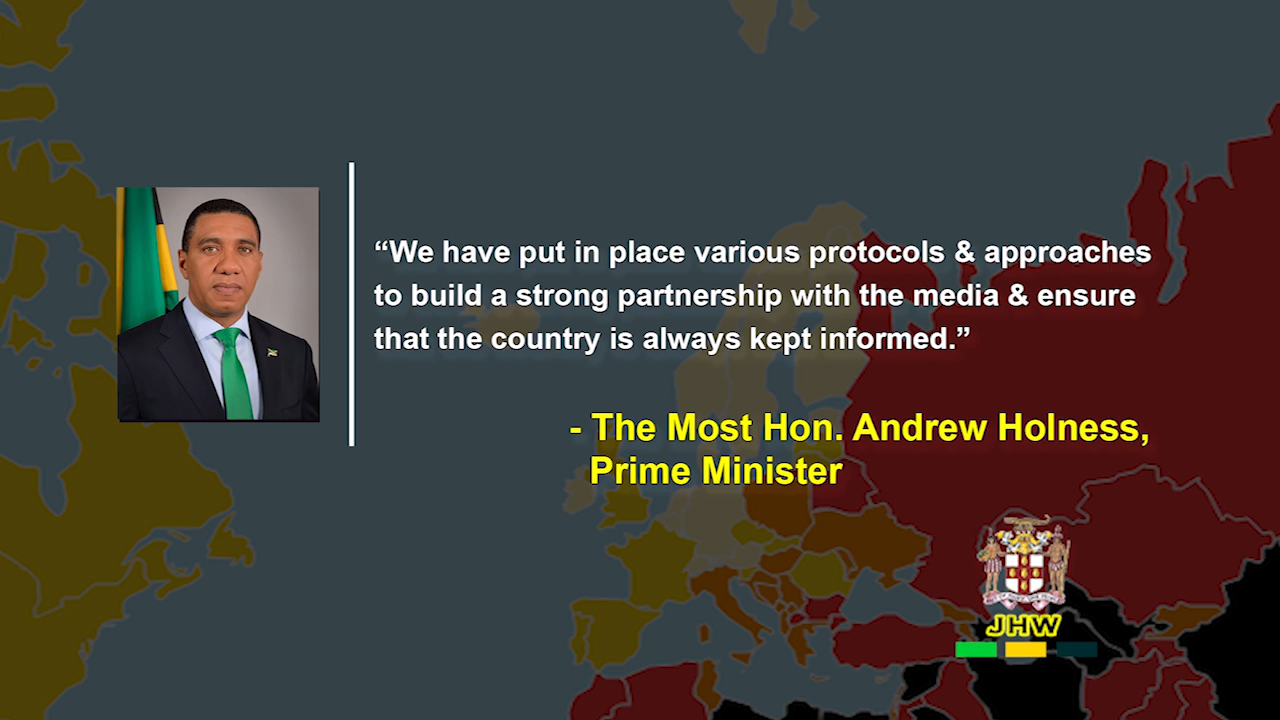 “We have put in place various protocols & approaches
to build a strong partnership with the media & ensure
that the country is always kept informed.”
- The Most Hon. Andrew Holness,
Prime Minister
JHW